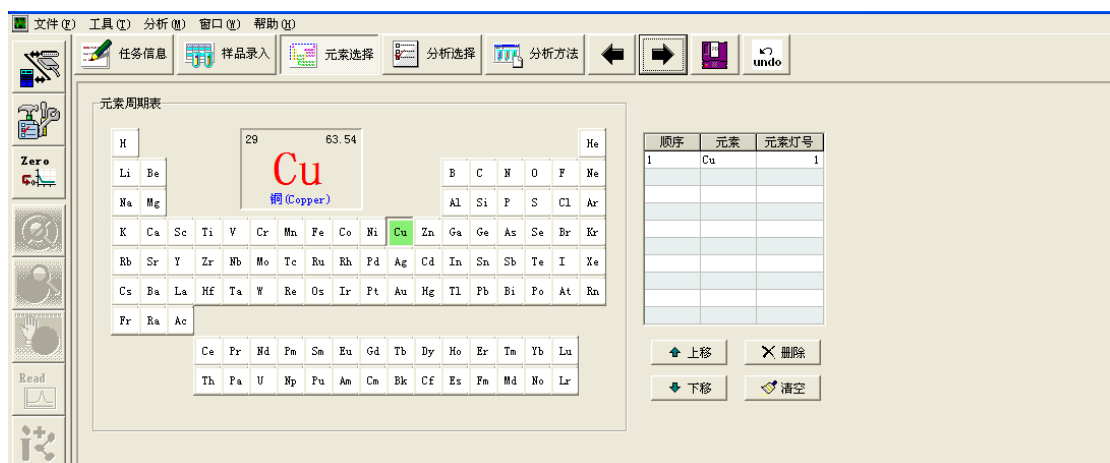 文件(F) 工具(T) 分析(M) 窗口(W) 帮助(H)
任务信息 样品录入 元素选择 分析选择 分析方法 undo
Zero
Read
元素周期表
29 63.54
Cu
铜(Copper)
H He
Li Be B C N O F Ne
Na Mg Al Si P S Cl Ar
K Ca Sc Ti V Cr Mn Fe Co Ni Cu Zn Ga Ge As Se Br Kr
Rb Sr Y Zr Nb Mo Tc Ru Rh Pd Ag Cd In Sn Sb Te I Xe
Cs Ba La Hf Ta W Re Os Ir Pt Au Hg Tl Pb Bi Po At Rn
Fr Ra Ac
Ce Pr Nd Pm Sm Eu Gd Tb Dy Ho Er Tm Yb Lu
Th Pa U Np Pu Am Cm Bk Cf Es Fm Md No Lr
顺序 元素 元素灯号
1 Cu 1
上移 删除
下移 清空